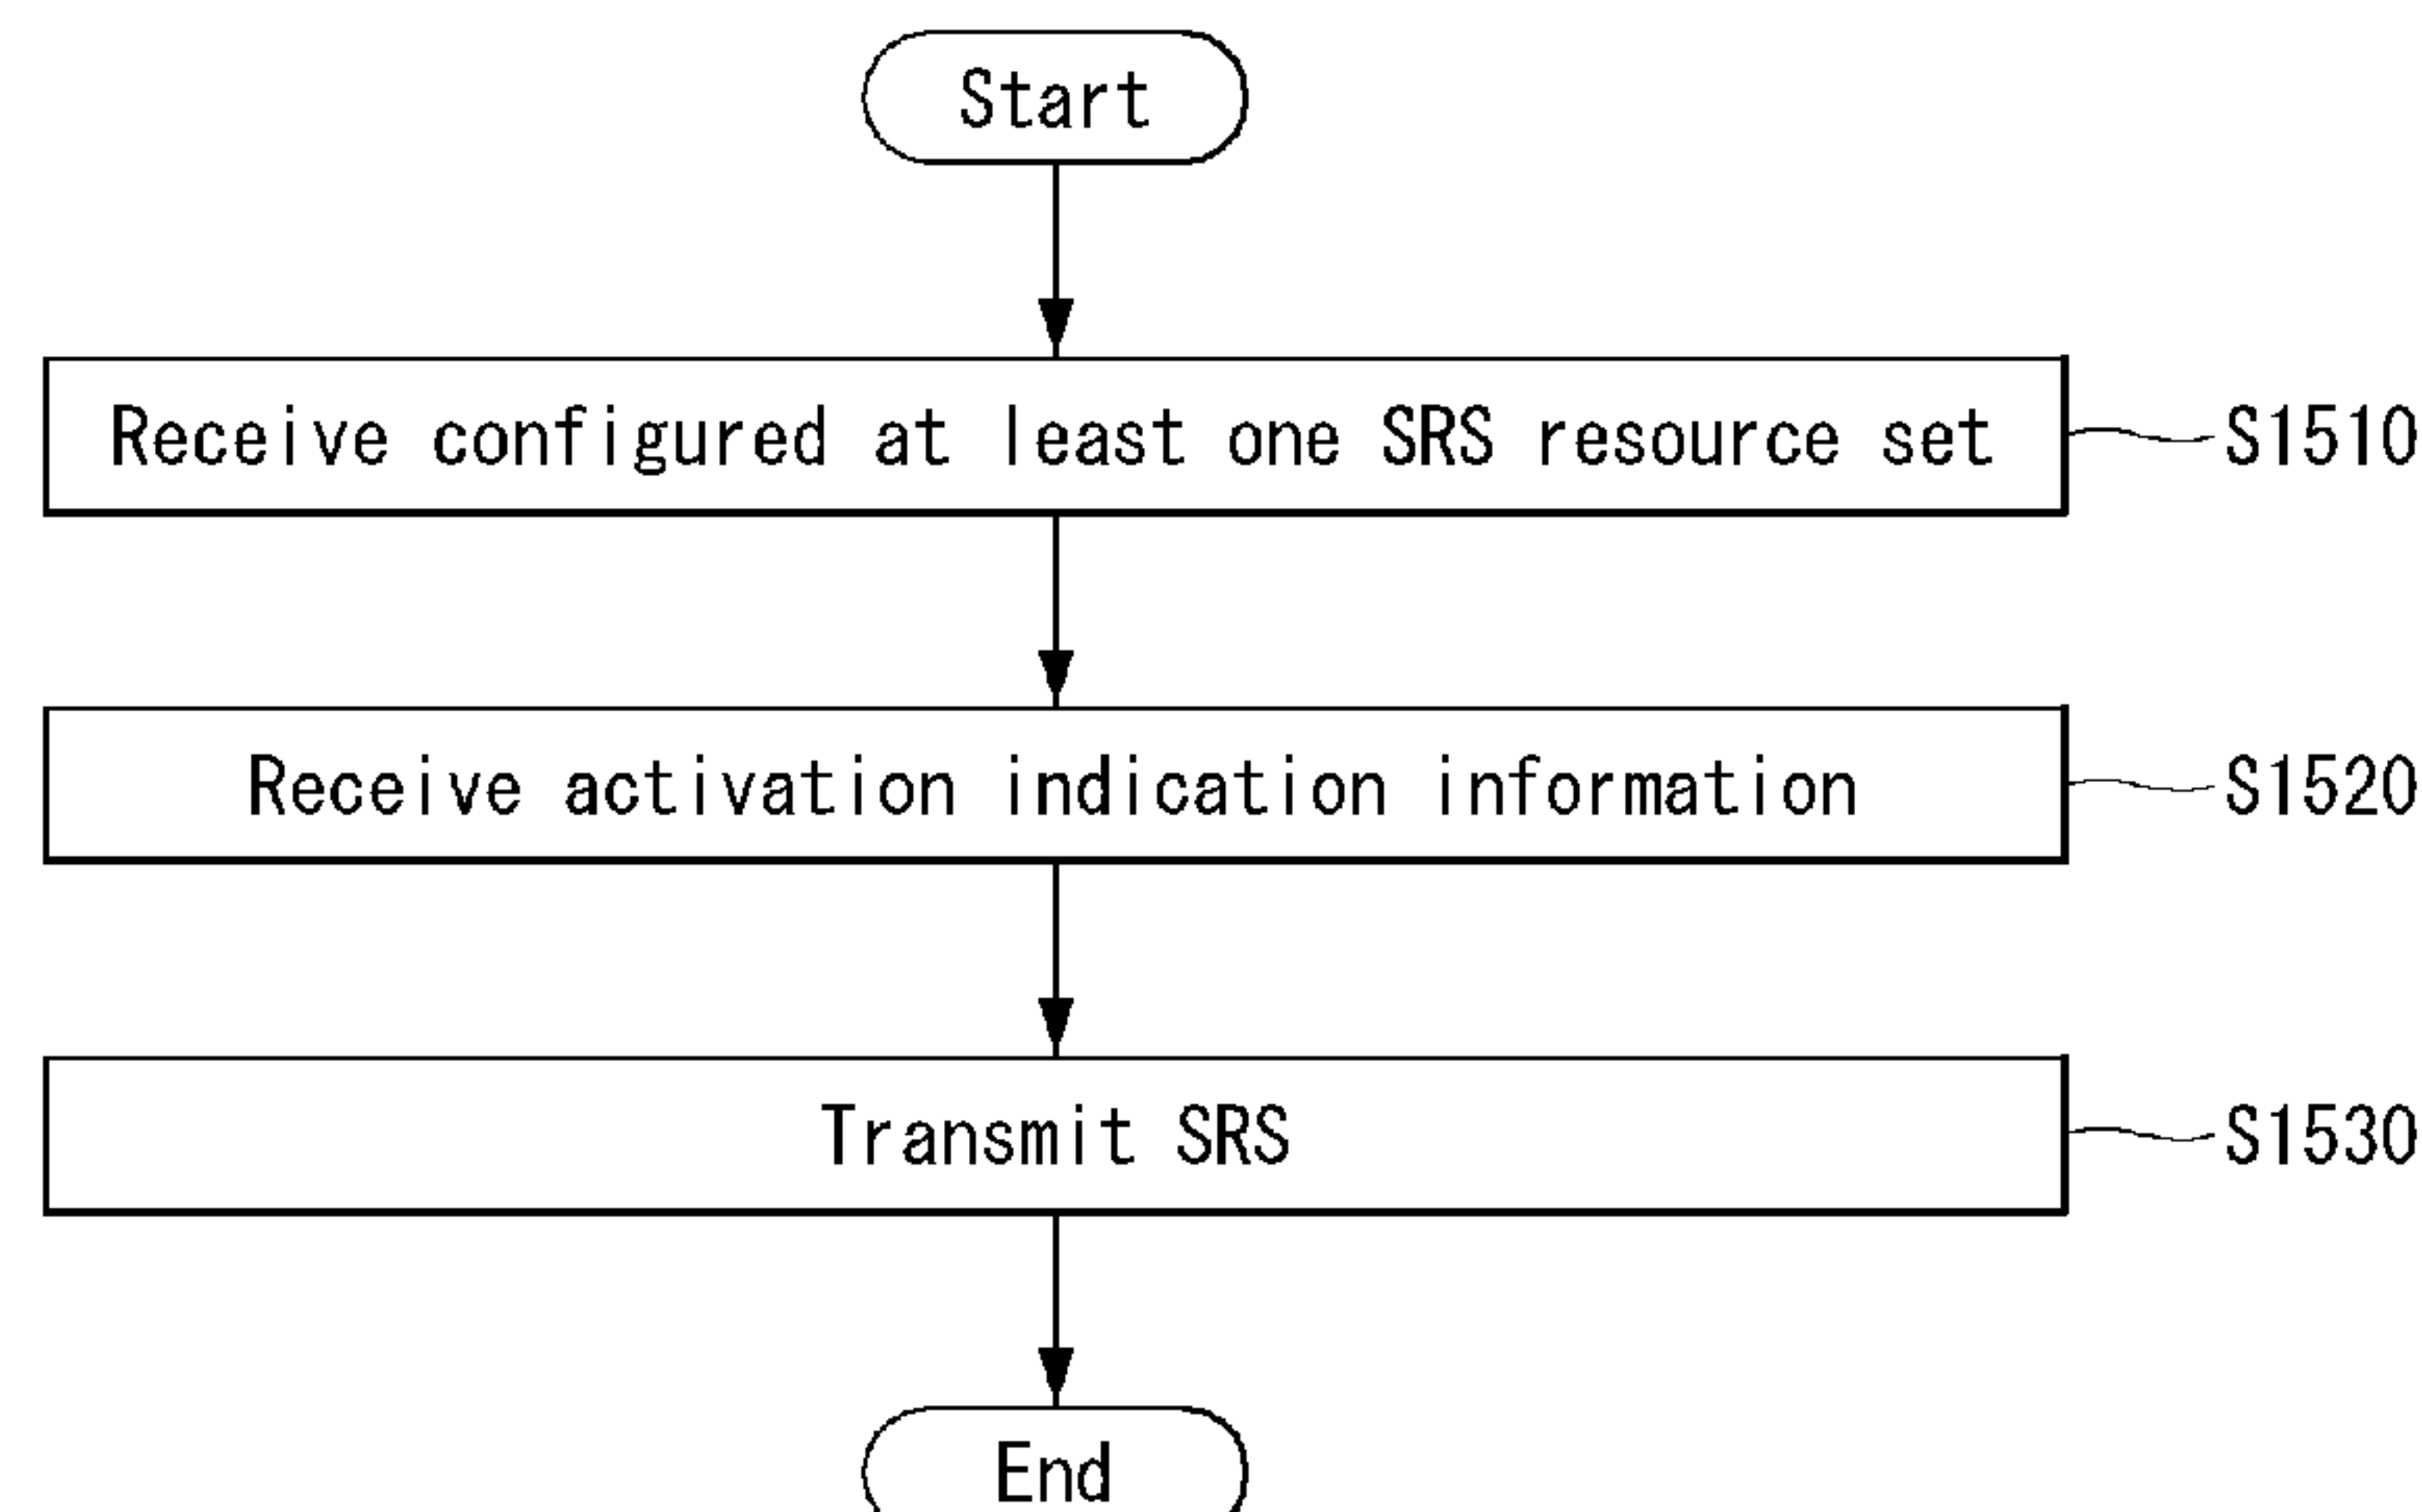 Start
Receive configured at least one SRS resource set
S1510
Receive activation indication information
S1520
Transmit SRS
S1530
End